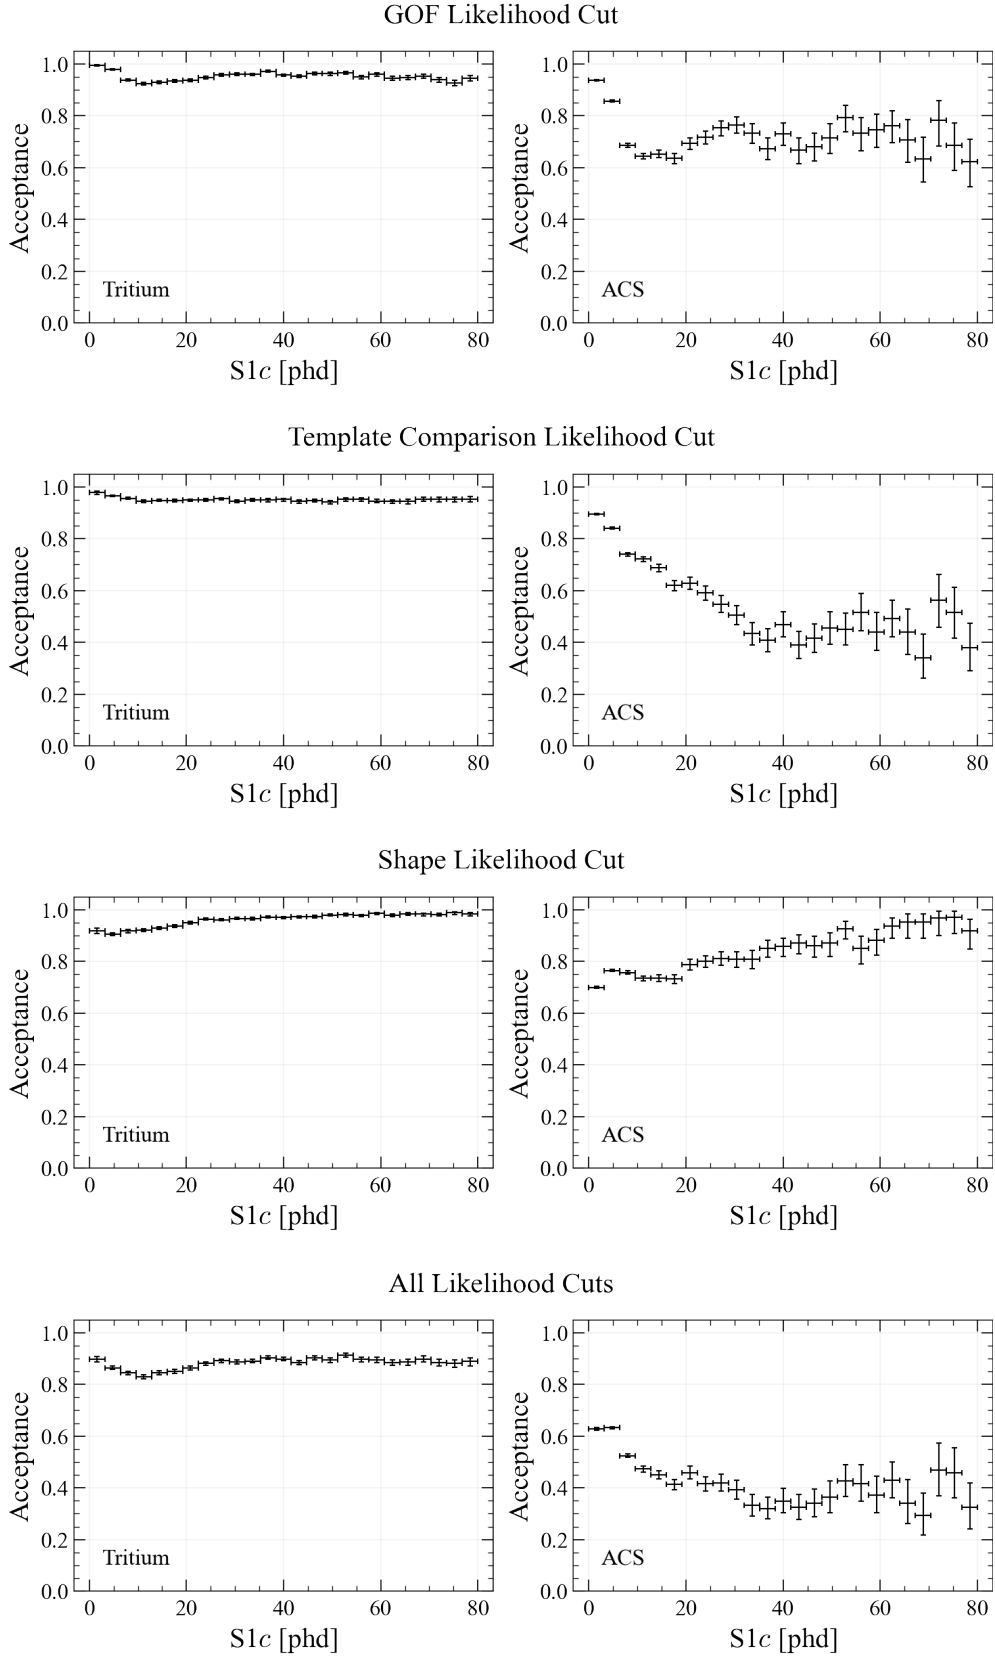 GOF Likelihood Cut
1.0
0.8
0.6
0.4
0.2
0.0
Acceptance
Tritium
0 20 40 60 80
S1c [phd]
1.0
0.8
0.6
0.4
0.2
0.0
Acceptance
ACS
0 20 40 60 80
S1c [phd]
Template Comparison Likelihood Cut
1.0
0.8
0.6
0.4
0.2
0.0
Acceptance
Tritium
0 20 40 60 80
S1c [phd]
1.0
0.8
0.6
0.4
0.2
0.0
Acceptance
ACS
0 20 40 60 80
S1c [phd]
Shape Likelihood Cut
1.0
0.8
0.6
0.4
0.2
0.0
Acceptance
Tritium
0 20 40 60 80
S1c [phd]
1.0
0.8
0.6
0.4
0.2
0.0
Acceptance
ACS
0 20 40 60 80
S1c [phd]
All Likelihood Cuts
1.0
0.8
0.6
0.4
0.2
0.0
Acceptance
Tritium
0 20 40 60 80
S1c [phd]
1.0
0.8
0.6
0.4
0.2
0.0
Acceptance
ACS
0 20 40 60 80
S1c [phd]